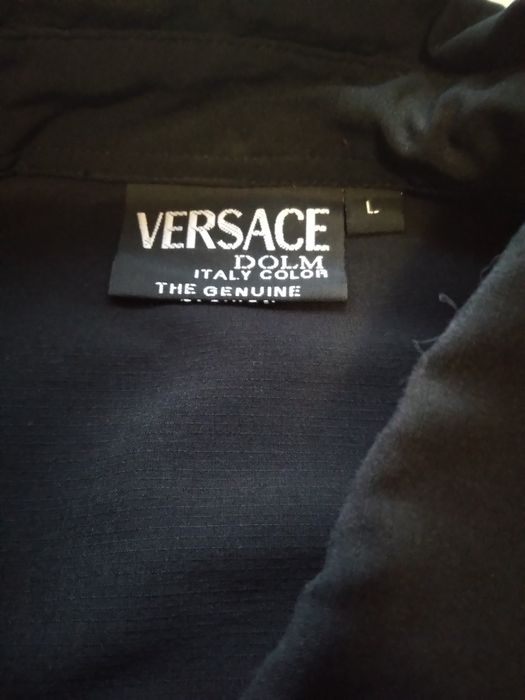 VERSACE
DOLM
ITALY COLOR
THE GENUINE
L